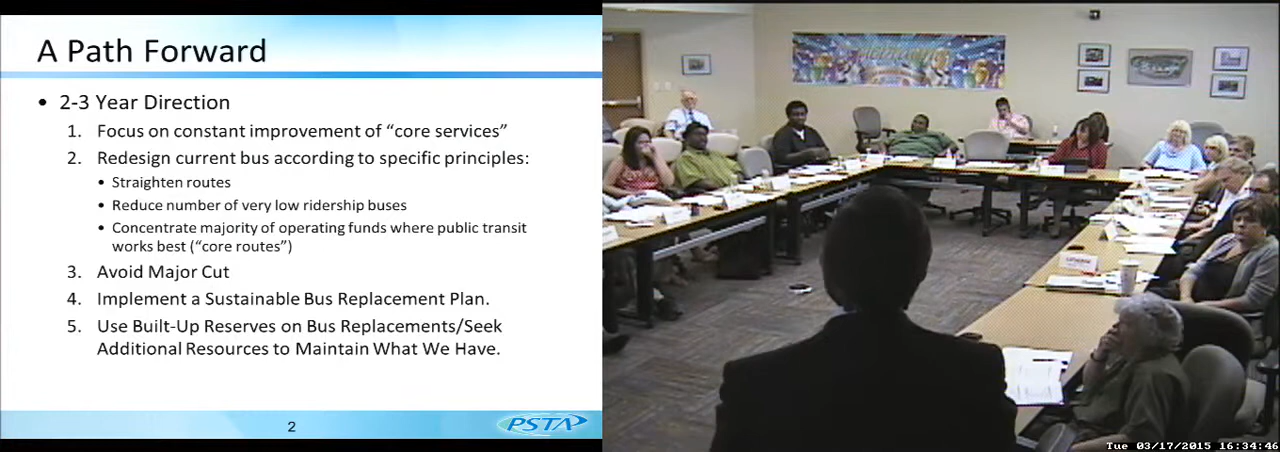 A Path Forward
• 2-3 Year Direction
1. Focus on constant improvement of “core services”
2. Redesign current bus according to specific principles:
• Straighten routes
• Reduce number of very low ridership buses
• Concentrate majority of operating funds where public transit
works best (“core routes”)
3. Avoid Major Cut
4. Implement a Sustainable Bus Replacement Plan.
5. Use Built-Up Reserves on Bus Replacements/Seek
Additional Resources to Maintain What We Have.
2
PSTA
Tue 03/17/2015 16:34:46